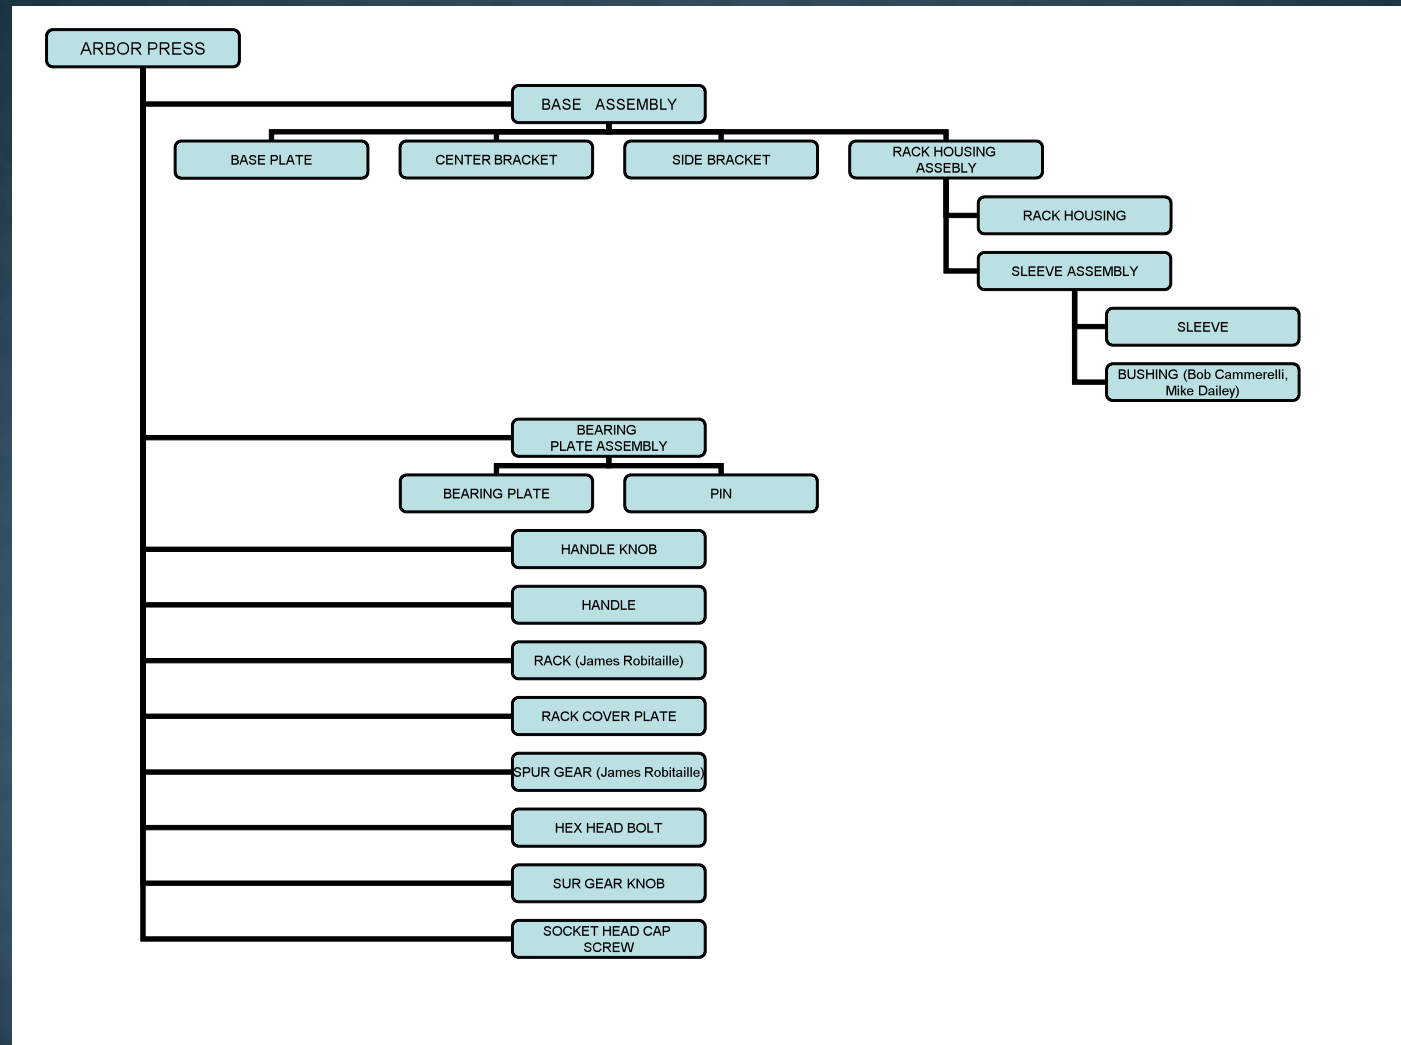 ARBOR PRESS
BASE ASSEMBLY
BASE PLATE
CENTER BRACKET
SIDE BRACKET
RACK HOUSING
ASSEBLY
RACK HOUSING
SLEEVE ASSEMBLY
SLEEVE
BUSHING (Bob Cammerelli,
Mike Dailey)
BEARING
PLATE ASSEMBLY
BEARING PLATE
PIN
HANDLE KNOB
HANDLE
RACK (James Robitaille)
RACK COVER PLATE
SPUR GEAR (James Robitaille)
HEX HEAD BOLT
SUR GEAR KNOB
SOCKET HEAD CAP
SCREW